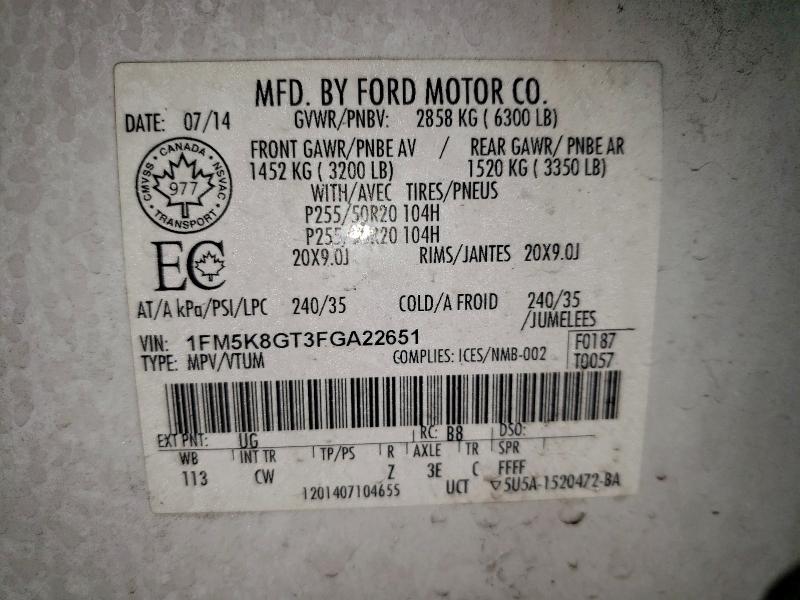 MFD. BY FORD MOTOR CO.
DATE: 07/14 GVWR/PNBV: 2858 KG ( 6300 LB)
FRONT GAWR/PNBE AV / REAR GAWR/ PNBE AR
1452 KG ( 3200 LB) 1520 KG ( 3350 LB)
WITH/AVEC TIRES/PNEUS
P255/50R20 104H
P255/50R20 104H
20X9.0J RIMS/JANTES 20X9.0J
CANADA
CMVSS NSVAC
977
TRANSPORT
EC
AT/A kPa/PSI/LPC 240/35 COLD/A FROID 240/35
/JUMELEES
VIN: 1FM5K8GT3FGA22651 F0187
TYPE: MPV/VTUM COMPLIES: ICES/NMB-002 T0057
EXT PNT: UG RC: B8 DSO:
WB INT TR TP/PS R AXLE TR SPR
113 CW Z 3E C FFFF
1201407104655 UCT ▽5U5A-1520472-BA